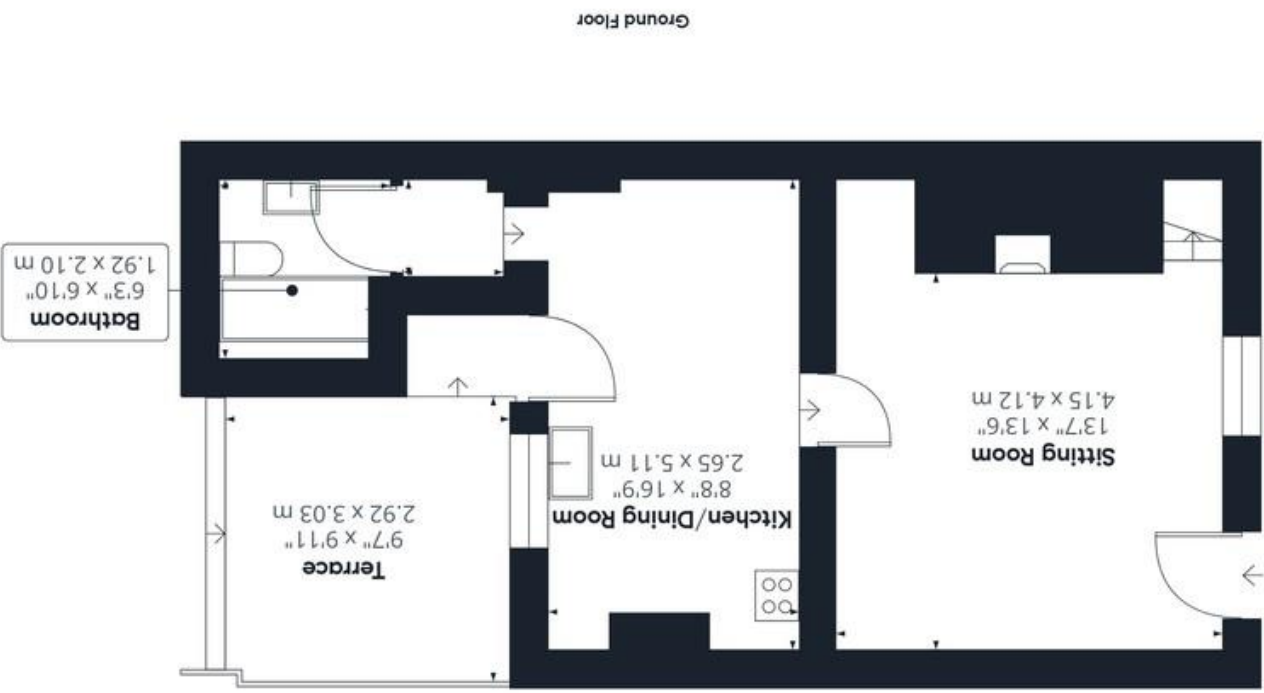 Ground Floor
Sitting Room
13'7" x 13'6"
4.15 x 4.12 m
Kitchen/Dining Room
8'8" x 16'9"
2.65 x 5.11 m
Terrace
9'7" x 9'11"
2.92 x 3.03 m
Bathroom
6'3" x 6'10"
1.92 x 2.10 m